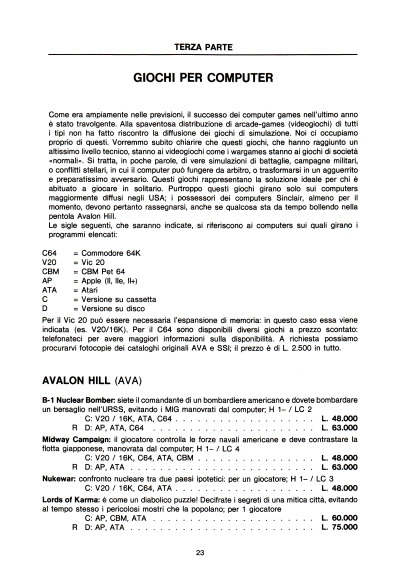 TERZA PARTE
GIOCHI PER COMPUTER
Come era ampiamente nelle previsioni, il successo dei computer games nell'ultimo anno
è stato travolgente. Alla spaventosa distribuzione di arcade-games (videogiochi) di tutti
i tipi non ha fatto riscontro la diffusione dei giochi di simulazione. Noi ci occupiamo
proprio di questi. Vorremmo subito chiarire che questi giochi, che hanno raggiunto un
altissimo livello tecnico, stanno ai videogiochi come i wargames stanno ai giochi di società
«normali». Si tratta, in poche parole, di vere simulazioni di battaglie, campagne militari,
o conflitti stellari, in cui il computer può fungere da arbitro, o trasformarsi in un agguerrito
e preparatissimo avversario. Questi giochi rappresentano la soluzione ideale per chi è
abituato a giocare in solitario. Purtroppo questi giochi girano solo sui computers
maggiormente diffusi negli USA; i possessori dei computers Sinclair, almeno per il
momento, devono pertanto rassegnarsi, anche se qualcosa sta da tempo bollendo nella
pentola Avalon Hill.
Le sigle seguenti, che saranno indicate, si riferiscono ai computers sui quali girano i
programmi elencati:
C64 = Commodore 64K
V20 = Vic 20
CBM = CBM Pet 64
AP = Apple (II, IIe, II+)
ATA = Atari
C = Versione su cassetta
D = Versione su disco
Per il Vic 20 può essere necessaria l'espansione di memoria: in questo caso essa viene
indicata (es. V20/16K). Per il C64 sono disponibili diversi giochi a prezzo scontato:
telefonateci per avere maggiori informazioni sulla disponibilità. A richiesta possiamo
procurarvi fotocopie dei cataloghi originali AVA e SSI; il prezzo è di L. 2.500 in tutto.
AVALON HILL (AVA)
B-1 Nuclear Bomber: siete il comandante di un bombardiere americano e dovete bombardare
un bersaglio nell'URSS, evitando i MIG manovrati dal computer; H 1– / LC 2
C: V20 / 16K, ATA, C64 . . . . . . . . . . . . . . . . . . . L. 48.000
R D: AP, ATA, C64 . . . . . . . . . . . . . . . . . . . L. 63.000
Midway Campaign: il giocatore controlla le forze navali americane e deve contrastare la
flotta giapponese, manovrata dal computer; H 1– / LC 4
C: V20 / 16K, C64, ATA, CBM . . . . . . . . . . . . . . . L. 48.000
R D: AP, ATA . . . . . . . . . . . . . . . . . . . . . . L. 63.000
Nukewar: confronto nucleare tra due paesi ipotetici: per un giocatore; H 1– / LC 3
C: V20 / 16K, C64, ATA . . . . . . . . . . . . . . . . . . . L. 48.000
Lords of Karma: è come un diabolico puzzle! Decifrate i segreti di una mitica città, evitando
al tempo stesso i pericolosi mostri che la popolano; per 1 giocatore
C: AP, CBM, ATA . . . . . . . . . . . . . . . . . . . . . . L. 60.000
R D: AP, ATA . . . . . . . . . . . . . . . . . . . . . . L. 75.000
23